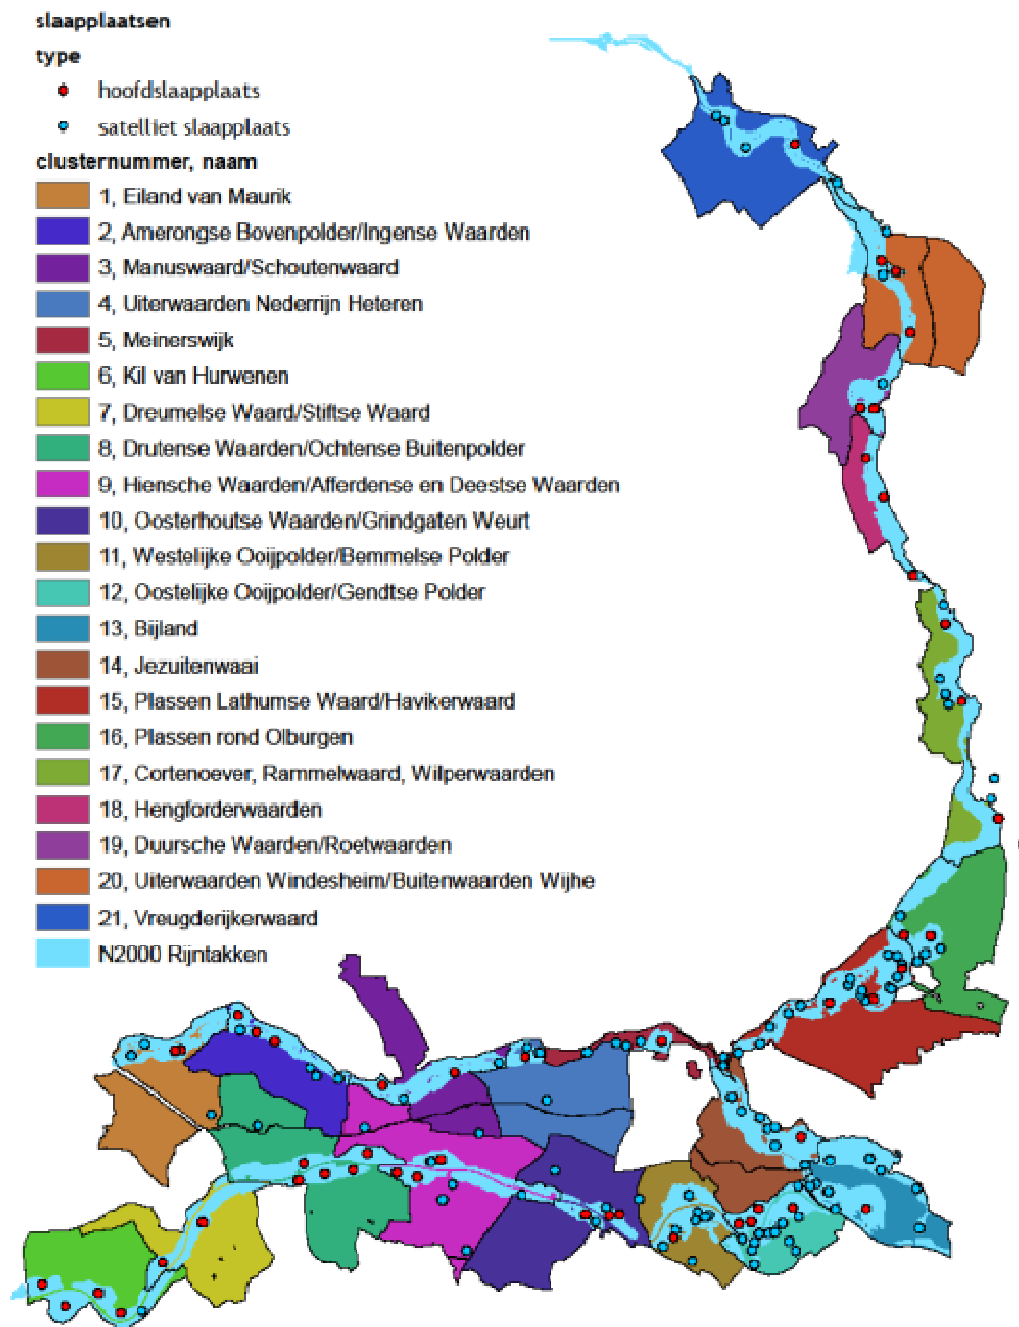 slaapplaatsen
type
hoofdslaapplaats
satelliet slaapplaats
clusternummer, naam
1, Eiland van Maurik
2, Amerongse Bovenpolder/Ingense Waarden
3, Manuswaard/Schoutenwaard
4, Uiterwaarden Nederrijn Heteren
5, Meinerswijk
6, Kil van Hurwenen
7, Dreumelse Waard/Stiftse Waard
8, Drutense Waarden/Ochtense Buitenpolder
9, Hiensche Waarden/Afferdense en Deestse Waarden
10, Oosterhoutse Waarden/Grindgaten Weurt
11, Westelijke Ooijpolder/Bemmelse Polder
12, Oostelijke Ooijpolder/Gendtse Polder
13, Bijland
14, Jezuitenwaai
15, Plassen Lathumse Waard/Havikerwaard
16, Plassen rond Olburgen
17, Cortenoever, Rammelwaard, Wilperwaarden
18, Hengforderwaarden
19, Duursche Waarden/Roetwaarden
20, Uiterwaarden Windesheim/Buitenwaarden Wijhe
21, Vreugderijkerwaard
N2000 Rijntakken